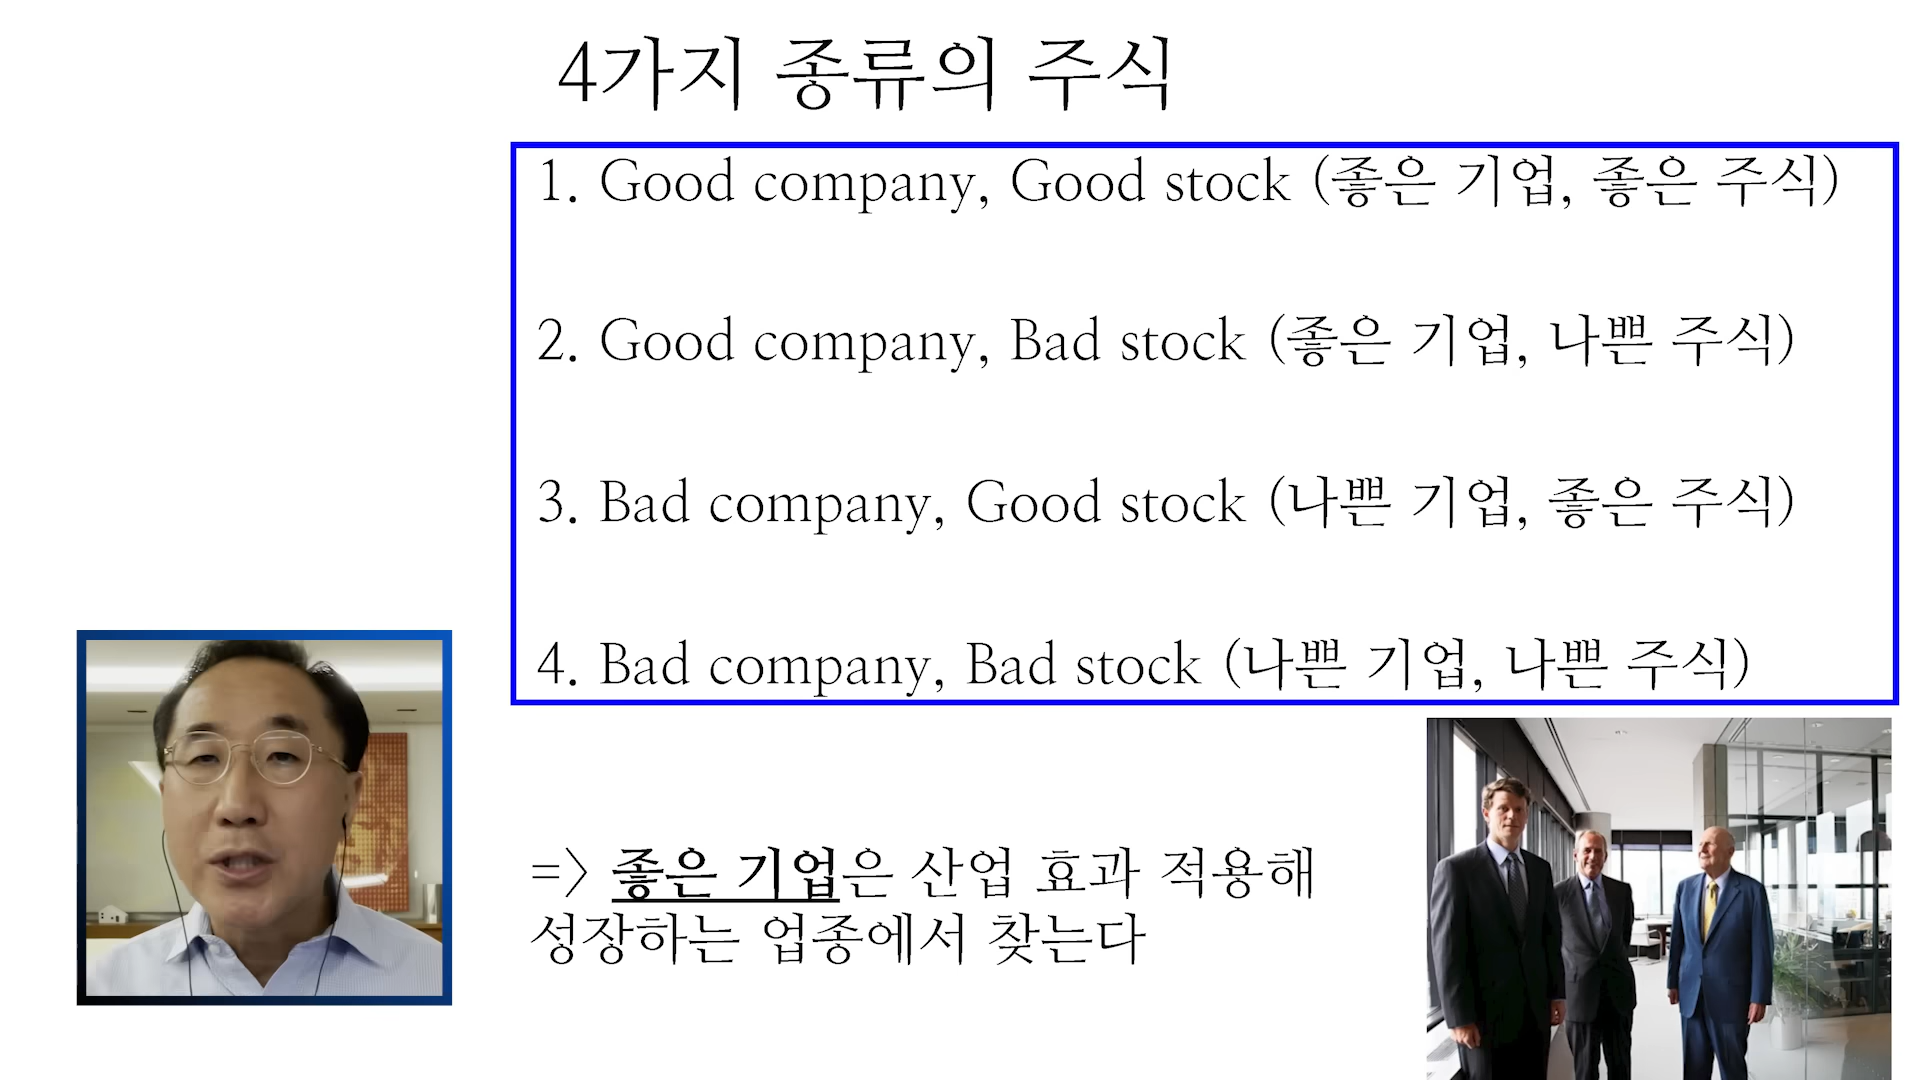 4가지 종류의 주식
1. Good company, Good stock (좋은 기업, 좋은 주식)
2. Good company, Bad stock (좋은 기업, 나쁜 주식)
3. Bad company, Good stock (나쁜 기업, 좋은 주식)
4. Bad company, Bad stock (나쁜 기업, 나쁜 주식)
=> 좋은 기업은 산업 효과 적용해
성장하는 업종에서 찾는다